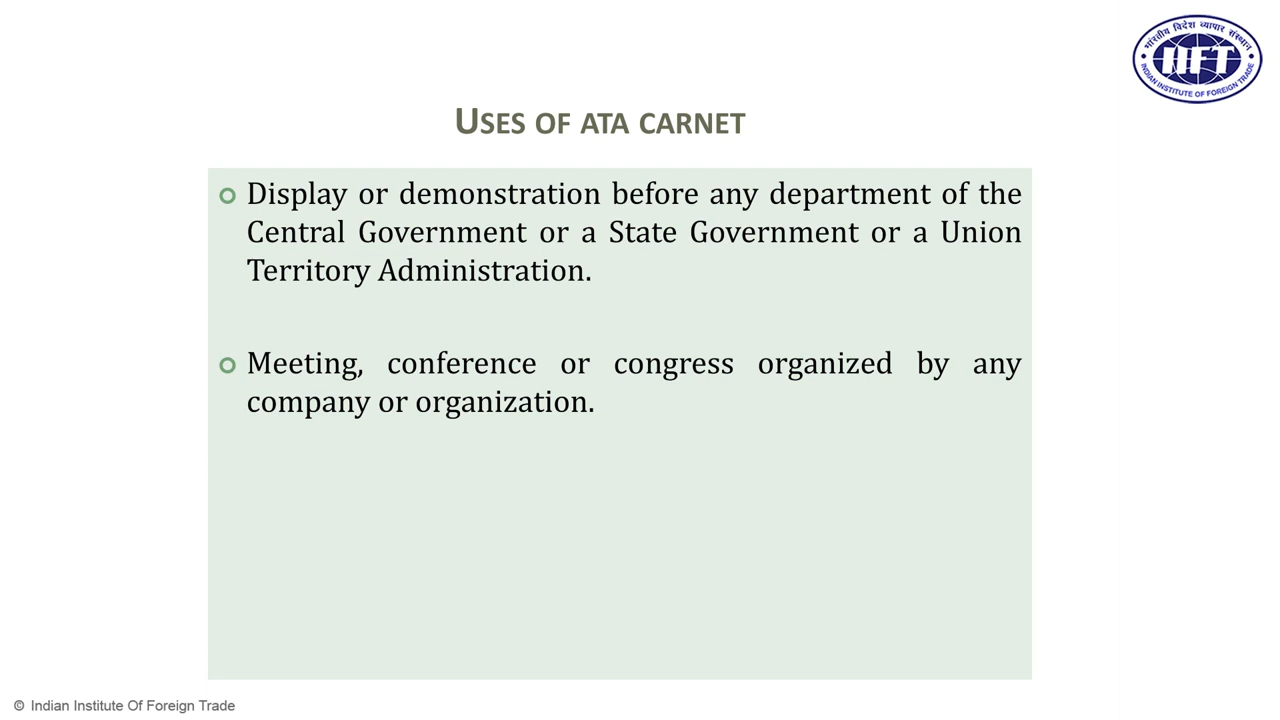 भारतीय विदेश व्यापार संस्थान
IIFT
INDIAN INSTITUTE OF FOREIGN TRADE
USES OF ATA CARNET
Display or demonstration before any department of the
Central Government or a State Government or a Union
Territory Administration.
Meeting, conference or congress organized by any
company or organization.
© Indian Institute Of Foreign Trade